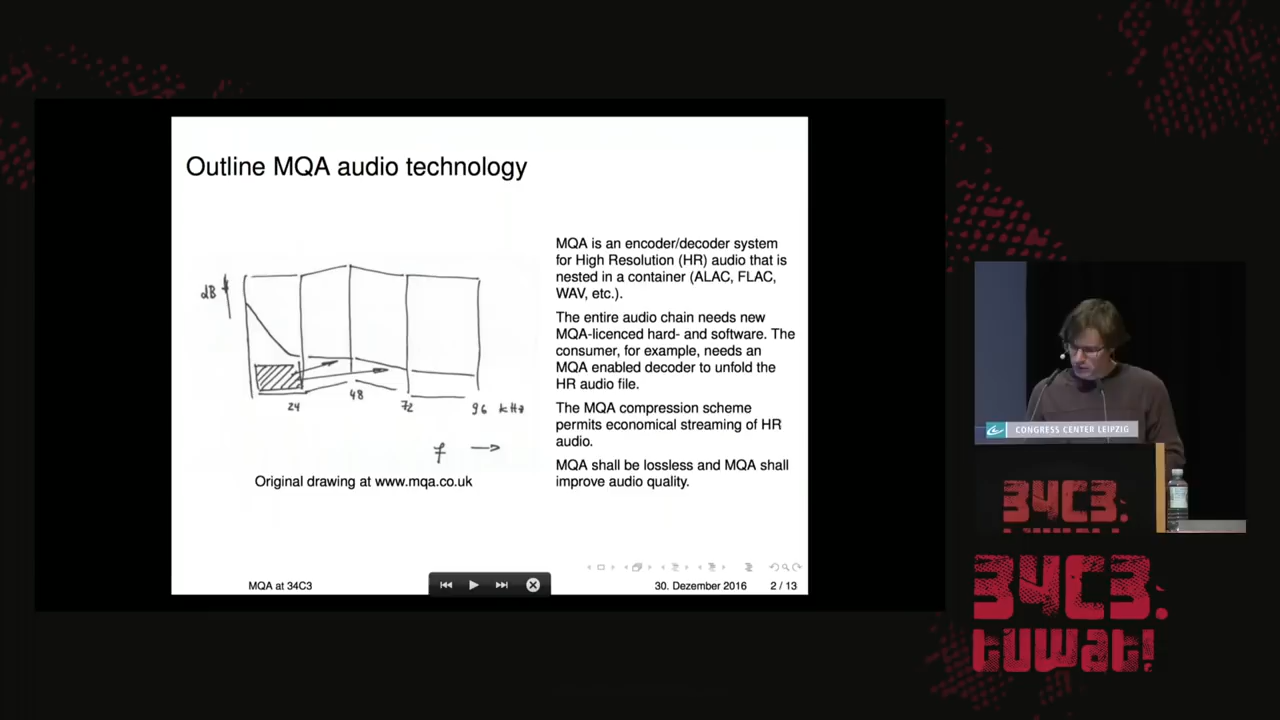 Outline MQA audio technology
dB
24
48
72
96 kHz
f
Original drawing at www.mqa.co.uk
MQA is an encoder/decoder system
for High Resolution (HR) audio that is
nested in a container (ALAC, FLAC,
WAV, etc.).
The entire audio chain needs new
MQA-licenced hard- and software. The
consumer, for example, needs an
MQA enabled decoder to unfold the
HR audio file.
The MQA compression scheme
permits economical streaming of HR
audio.
MQA shall be lossless and MQA shall
improve audio quality.
MQA at 34C3
30. Dezember 2016
2 / 13
CONGRESS CENTER LEIPZIG
34C3.
34C3.
tuwat!